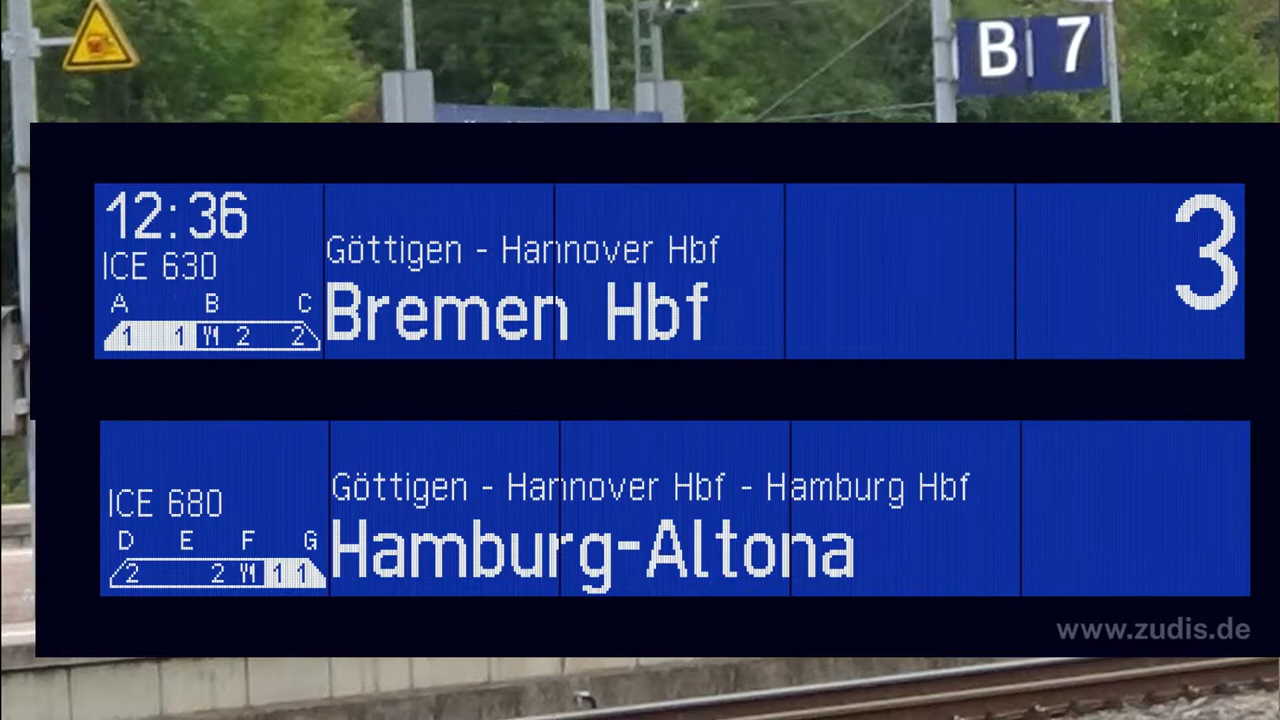 B 7
12:36
3
ICE 630
Göttigen - Hannover Hbf
A B C
Bremen Hbf
1 1 2 2
ICE 680
Göttigen - Hannover Hbf - Hamburg Hbf
D E F G
Hamburg-Altona
2 2 1 1
www.zudis.de